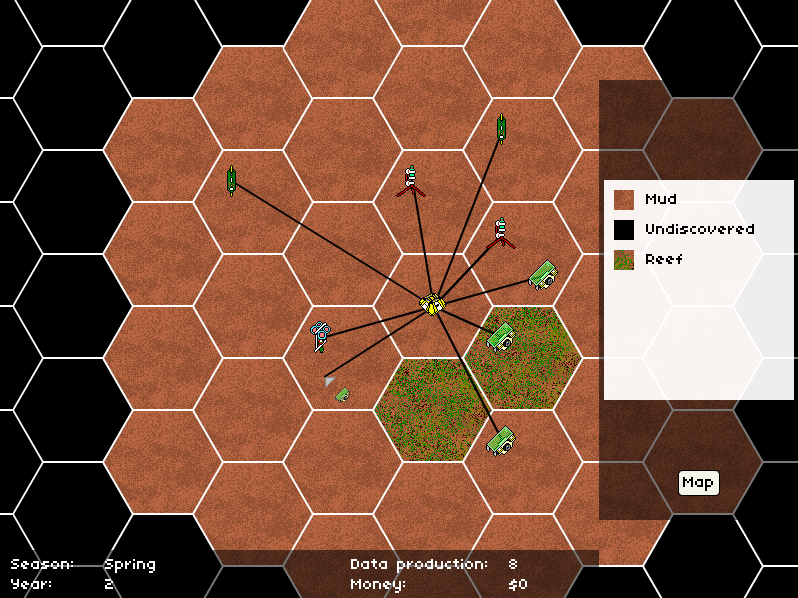 Mud
Undiscovered
Reef
Map
Season: Spring
Data production: 8
Year: 2
Money: $0